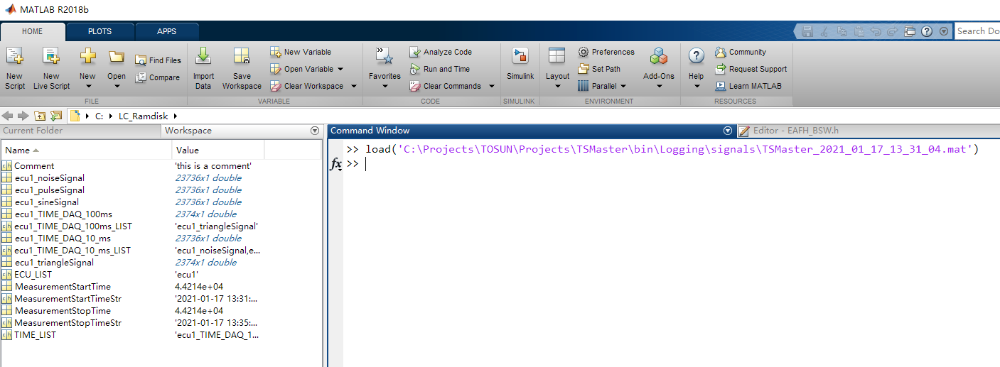 MATLAB R2018b
HOME PLOTS APPS
Search Do
New Script
New Live Script
New
Open
Find Files
Compare
FILE
Import Data
Save Workspace
New Variable
Open Variable
Clear Workspace
VARIABLE
Favorites
Analyze Code
Run and Time
Clear Commands
CODE
Simulink
SIMULINK
Layout
Preferences
Set Path
Parallel
Add-Ons
ENVIRONMENT
Help
Community
Request Support
Learn MATLAB
RESOURCES
C: LC_Ramdisk
Current Folder Workspace
Name Value
Comment 'this is a comment'
ecu1_noiseSignal 23736x1 double
ecu1_pulseSignal 23736x1 double
ecu1_sineSignal 23736x1 double
ecu1_TIME_DAQ_100ms 2374x1 double
ecu1_TIME_DAQ_100ms_LIST 'ecu1_triangleSignal'
ecu1_TIME_DAQ_10_ms 23736x1 double
ecu1_TIME_DAQ_10_ms_LIST 'ecu1_noiseSignal,e...
ecu1_triangleSignal 2374x1 double
ECU_LIST 'ecu1'
MeasurementStartTime 4.4214e+04
MeasurementStartTimeStr '2021-01-17 13:31:...
MeasurementStopTime 4.4214e+04
MeasurementStopTimeStr '2021-01-17 13:35:...
TIME_LIST 'ecu1_TIME_DAQ_1...
Command Window
Editor - EAFH_BSW.h
>> load('C:\Projects\TOSUN\Projects\TSMaster\bin\Logging\signals\TSMaster_2021_01_17_13_31_04.mat')
fx >>